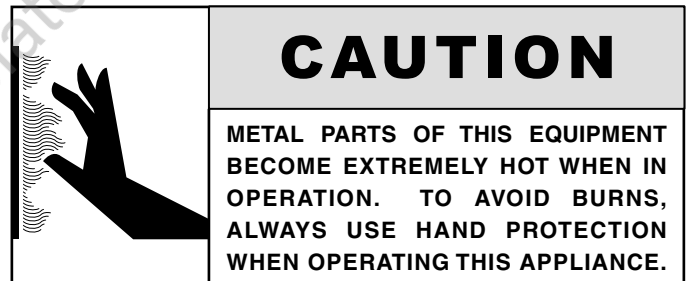 CAUTION
METAL PARTS OF THIS EQUIPMENT
BECOME EXTREMELY HOT WHEN IN
OPERATION. TO AVOID BURNS,
ALWAYS USE HAND PROTECTION
WHEN OPERATING THIS APPLIANCE.